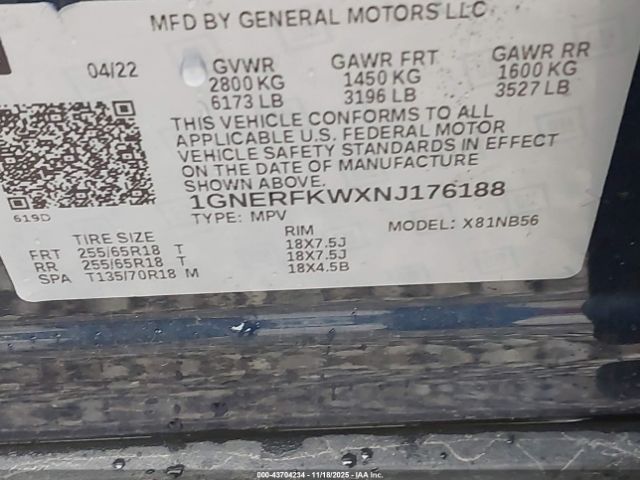 MFD BY GENERAL MOTORS LLC
04/22 GVWR GAWR FRT GAWR RR
2800 KG 1450 KG 1600 KG
6173 LB 3196 LB 3527 LB
THIS VEHICLE CONFORMS TO ALL
APPLICABLE U.S. FEDERAL MOTOR
VEHICLE SAFETY STANDARDS IN EFFECT
ON THE DATE OF MANUFACTURE
SHOWN ABOVE.
1GNERFKWXNJ176188
619D TYPE: MPV MODEL: X81NB56
TIRE SIZE RIM
FRT 255/65R18 T 18X7.5J
RR 255/65R18 T 18X7.5J
SPA T135/70R18 M 18X4.5B
000-43704234 - 11/18/2025 - IAA Inc.